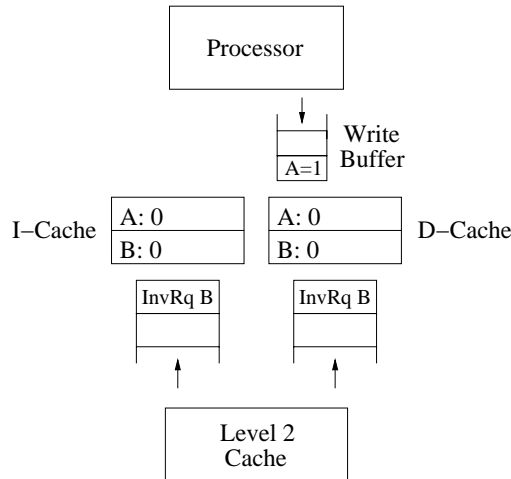 Processor
Write
Buffer
A=1
I−Cache
A: 0
B: 0
A: 0
B: 0
D−Cache
InvRq B
InvRq B
Level 2
Cache